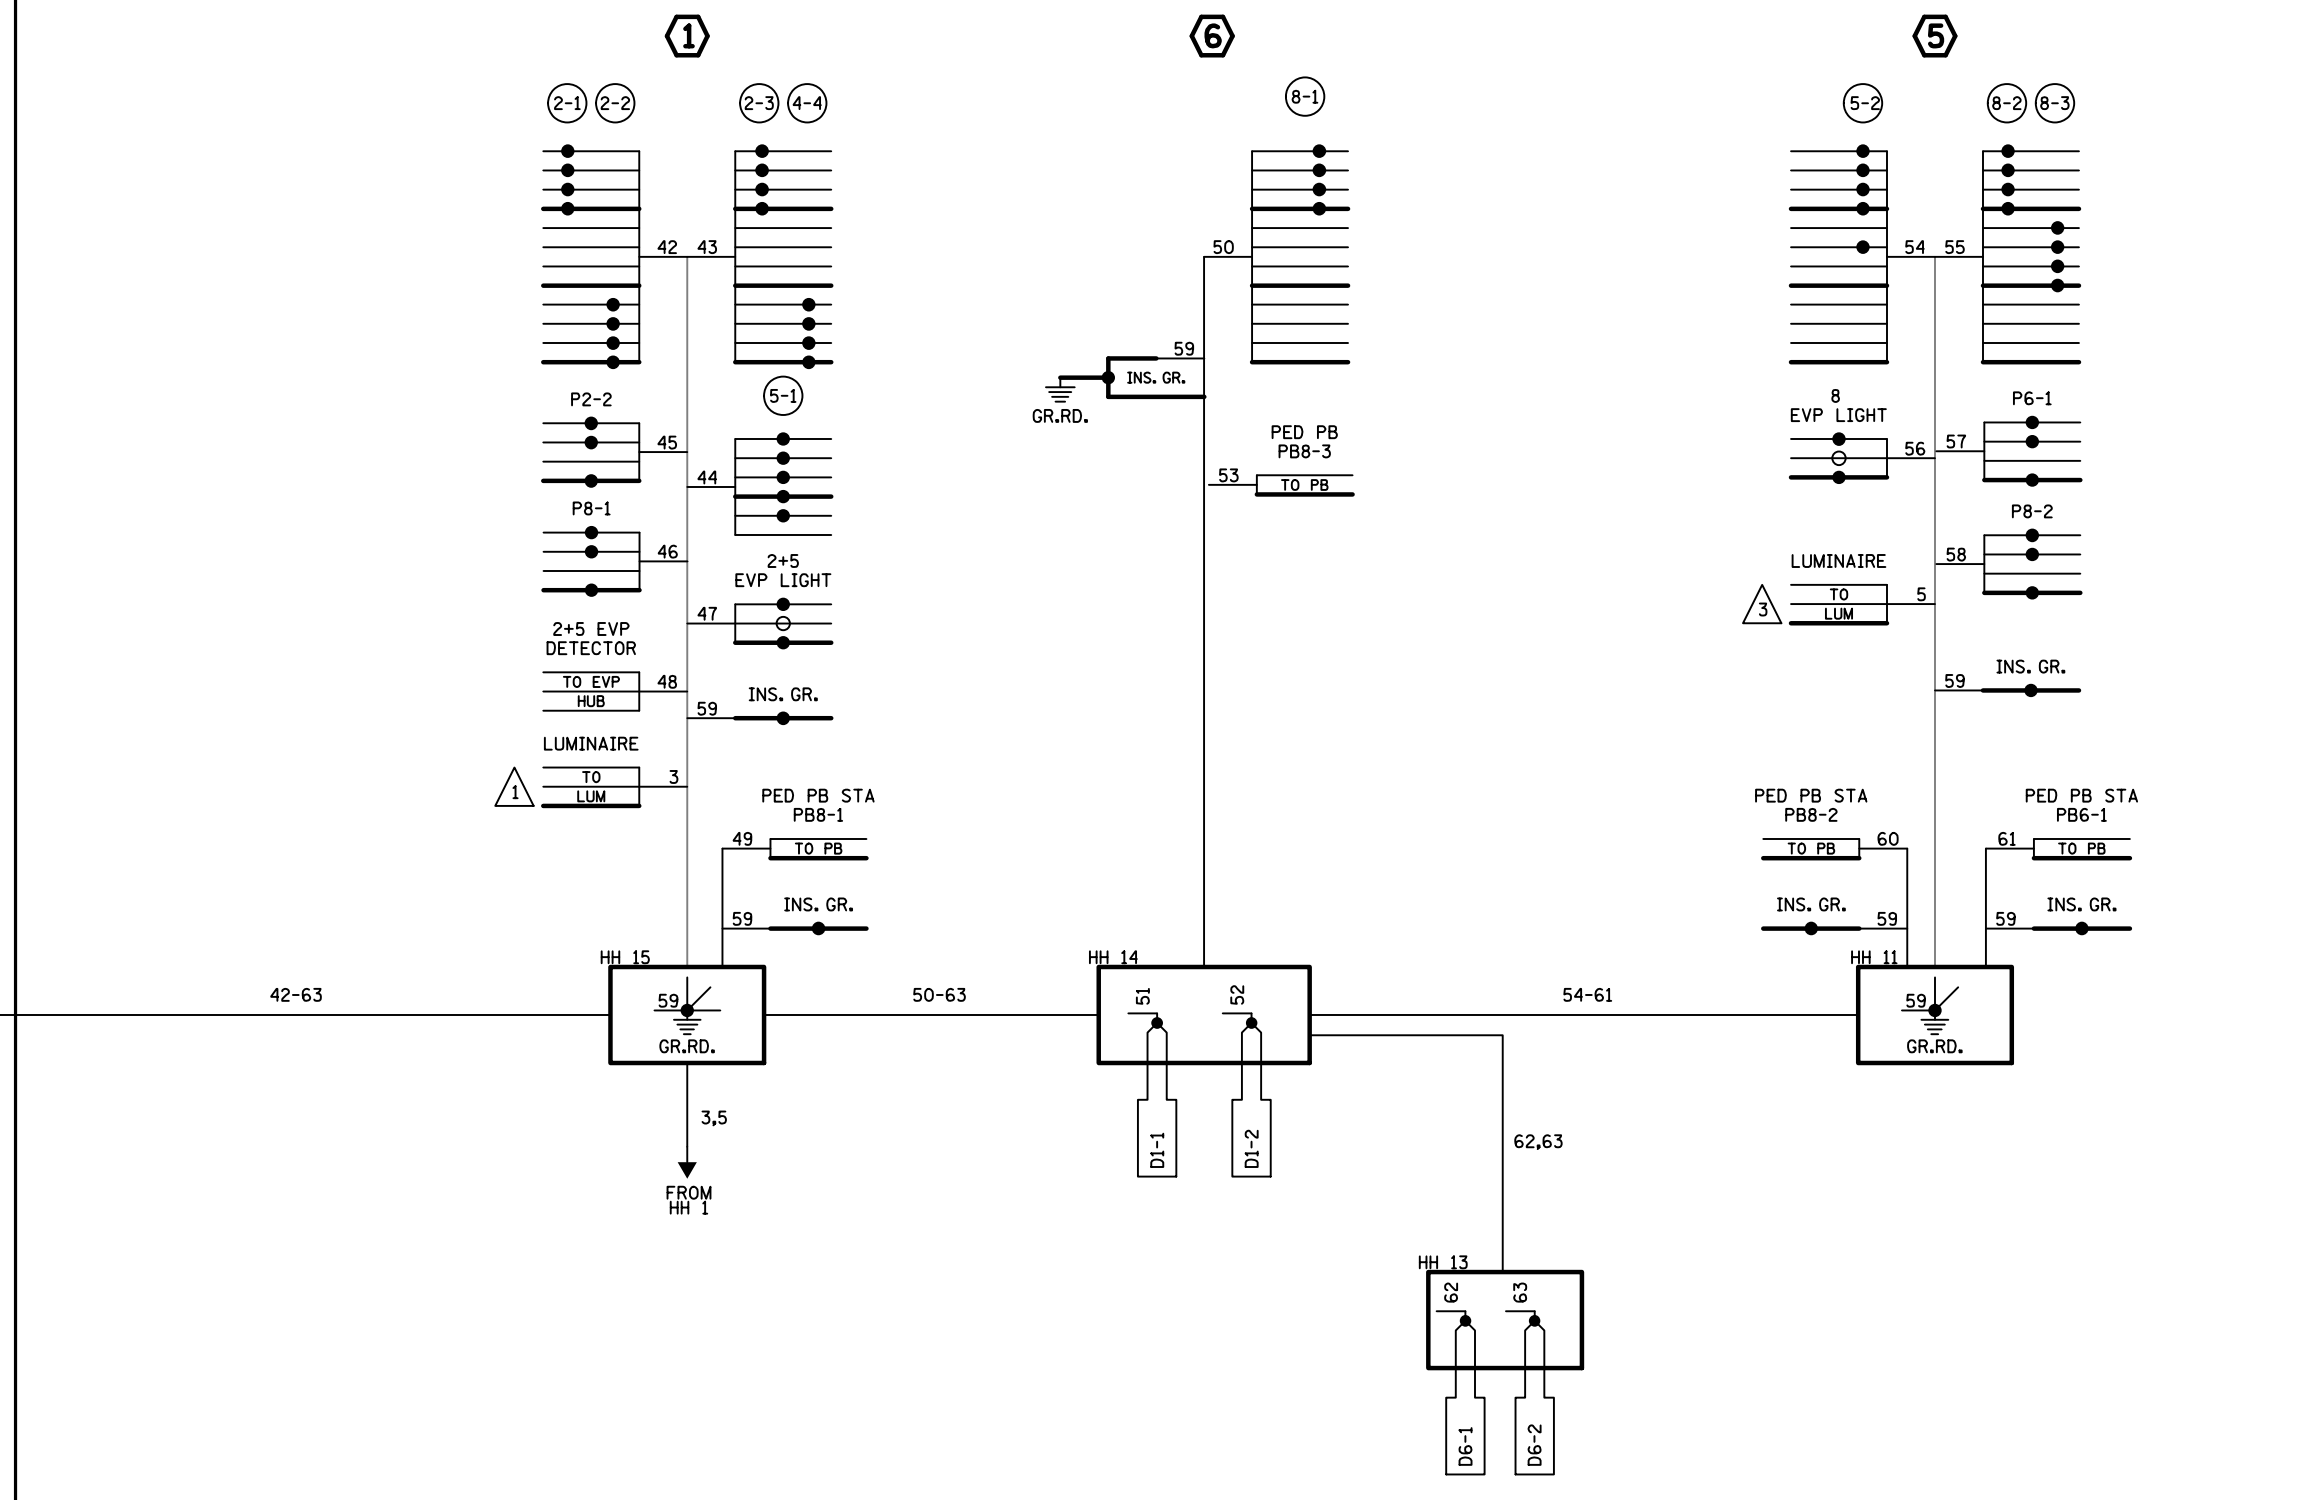 1
6
5
2-1 2-2 2-3 4-4
8-1
5-2 8-2 8-3
42 43
50
54 55
59
INS. GR.
GR.RD.
P2-2
5-1
8
EVP LIGHT
P6-1
45
44
PED PB
PB8-3
53
TO PB
56
57
P8-1
46
P8-2
58
2+5
EVP LIGHT
47
LUMINAIRE
3
TO
LUM
5
2+5 EVP
DETECTOR
TO EVP
HUB
48
59
INS. GR.
59
INS. GR.
LUMINAIRE
1
TO
LUM
3
PED PB STA
PB8-1
49
TO PB
59
INS. GR.
PED PB STA
PB8-2
TO PB
60
INS. GR.
59
PED PB STA
PB6-1
61
TO PB
59
INS. GR.
HH 15
HH 14
HH 11
42-63
59
GR.RD.
50-63
51
52
54-61
59
GR.RD.
3,5
FROM
HH 1
D1-1
D1-2
62,63
HH 13
62
63
D6-1
D6-2